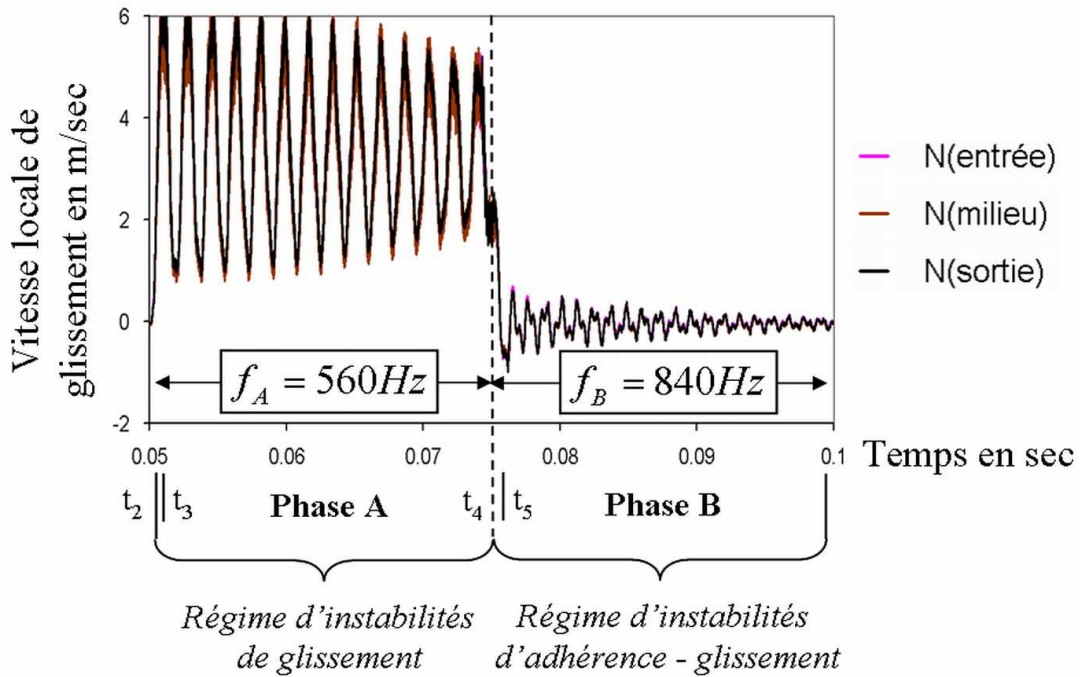 Vitesse locale de
glissement en m/sec
6
4
2
0
-2
N(entrée)
N(milieu)
N(sortie)
f_A = 560Hz
f_B = 840Hz
0.05 0.06 0.07 0.08 0.09 0.1
Temps en sec
t2 t3 Phase A t4 t5 Phase B
Régime d'instabilités
de glissement
Régime d'instabilités
d'adhérence - glissement